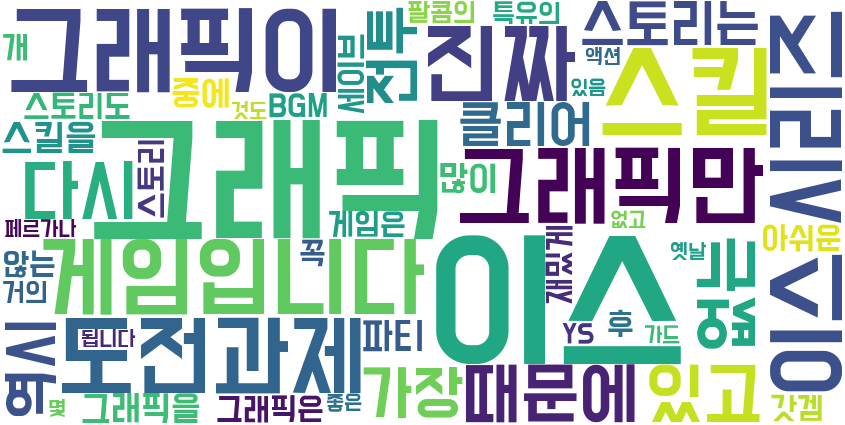 그래픽이
팔콤의
특유의
스토리는
개
진짜
전투
액션
스킬
시리즈
중에
세이브
있음
스토리도
것도
BGM
클리어
스킬을
그래픽
그래픽만
다시
스토리
많이
페르가나
게임은
없고
아쉬운
않는
게임입니다
꼭
이스
재밌게
옛날
거의
역시
됩니다
도전과제
파티
YS
후
가드
몇
그래픽을
그래픽은
좋은
가장
때문에
있고
갓겜